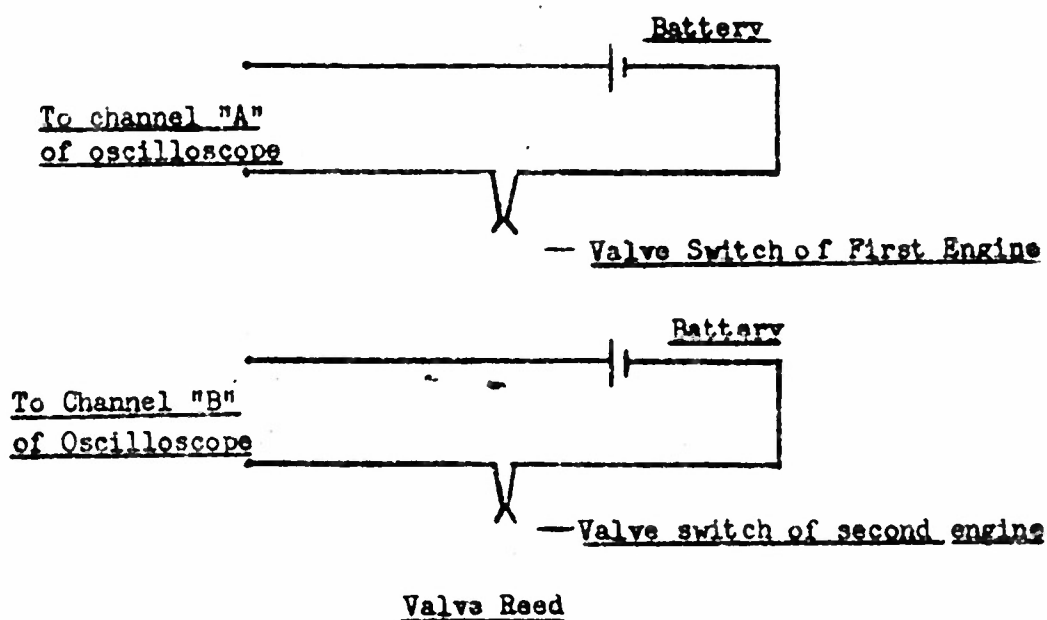 Battery
To channel "A"
of oscilloscope
— Valve Switch of First Engine
Battery
To Channel "B"
of Oscilloscope
— Valve switch of second engine
Valve Reed